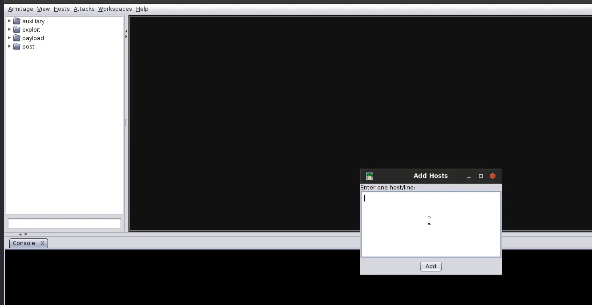 Armitage View Hosts Attacks Workspaces Help
auxiliary
exploit
payload
post
Add Hosts
Enter one host/line:
Add
Console X